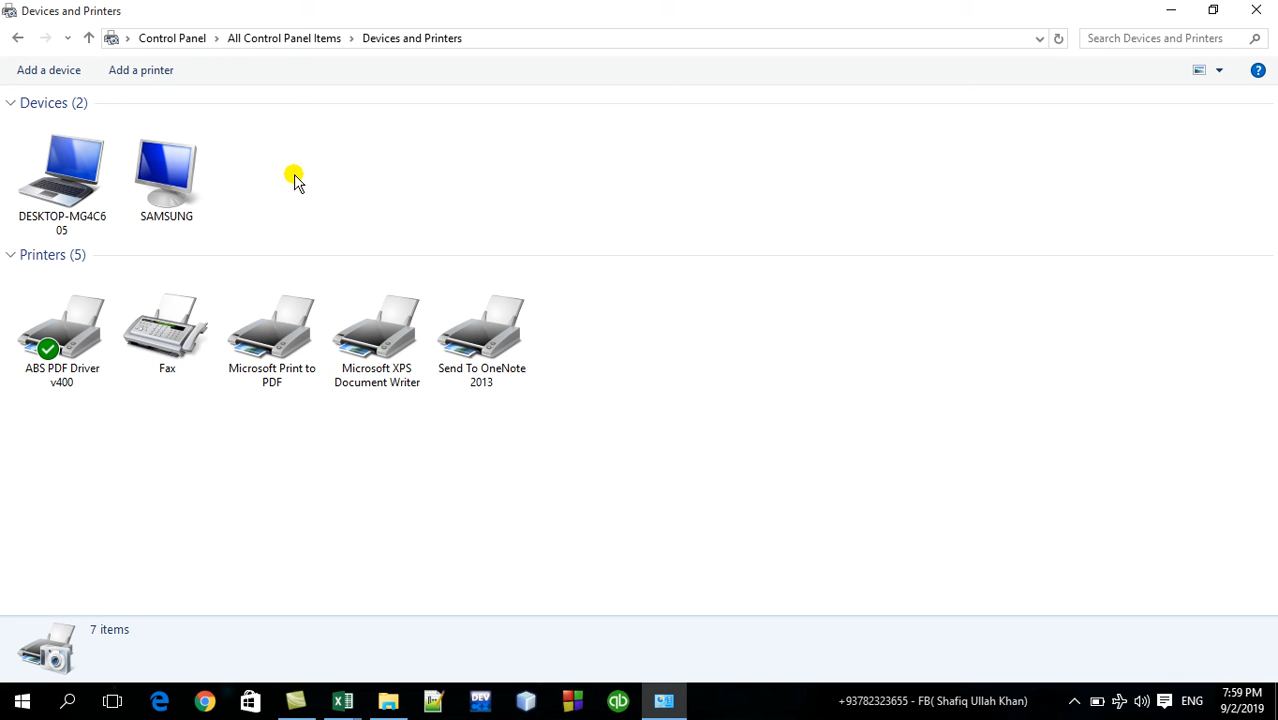 Devices and Printers
Control Panel > All Control Panel Items > Devices and Printers
Search Devices and Printers
Add a device
Add a printer
Devices (2)
DESKTOP-MG4C6
05
SAMSUNG
Printers (5)
ABS PDF Driver
v400
Fax
Microsoft Print to
PDF
Microsoft XPS
Document Writer
Send To OneNote
2013
7 items
DEV
qb
+93782323655 - FB( Shafiq Ullah Khan)
ENG
7:59 PM
9/2/2019